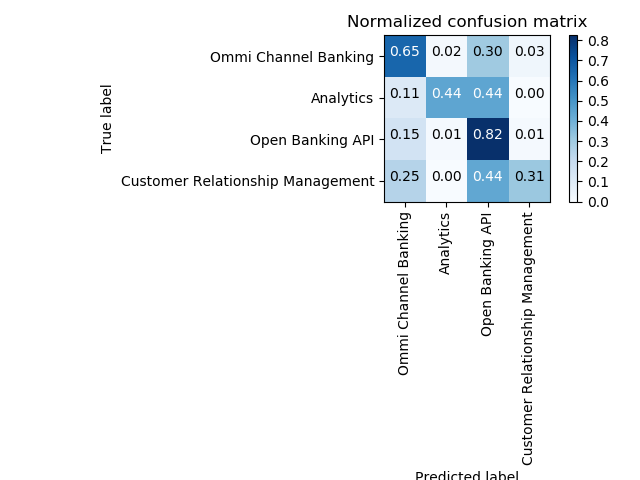 Normalized confusion matrix
True label
Ommi Channel Banking 0.65 0.02 0.30 0.03
Analytics 0.11 0.44 0.44 0.00
Open Banking API 0.15 0.01 0.82 0.01
Customer Relationship Management 0.25 0.00 0.44 0.31
Ommi Channel Banking
Analytics
Open Banking API
Customer Relationship Management
Predicted label
0.8
0.7
0.6
0.5
0.4
0.3
0.2
0.1
0.0